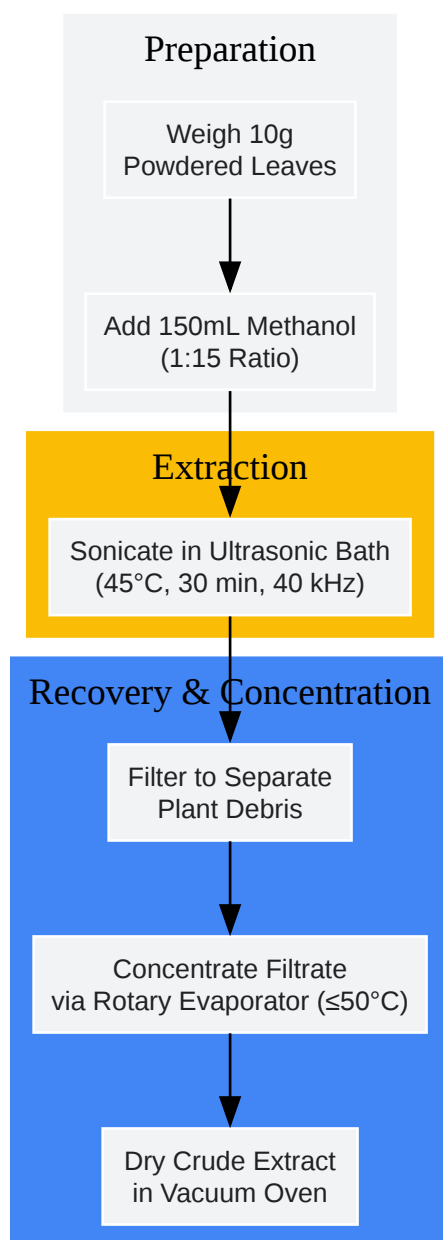 Preparation
Weigh 10g
Powdered Leaves
Add 150mL Methanol
(1:15 Ratio)
Extraction
Sonicate in Ultrasonic Bath
(45°C, 30 min, 40 kHz)
Recovery & Concentration
Filter to Separate
Plant Debris
Concentrate Filtrate
via Rotary Evaporator (≤50°C)
Dry Crude Extract
in Vacuum Oven